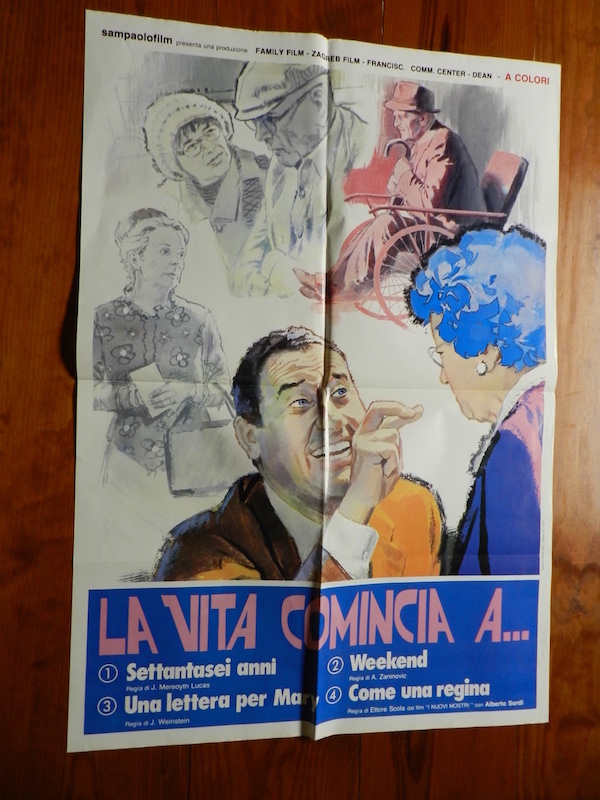 sampaolofilm presenta una produzione FAMILY FILM - ZAGREB FILM - FRANCISC. COMM. CENTER - DEAN - A COLORI
LA VITA COMINCIA A...
1 Settantasei anni
Regia di J. Meredyth Lucas
2 Weekend
Regia di A. Zaninovic
3 Una lettera per Mary
Regia di J. Weinstein
4 Come una regina
Regia di Ettore Scola dal film "I NUOVI MOSTRI" con Alberto Sordi